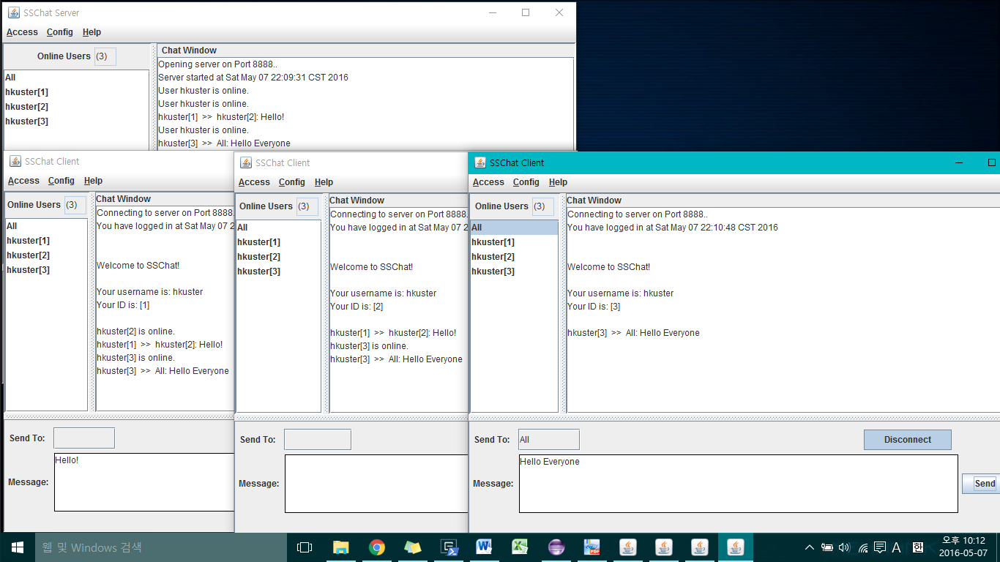 SSChat Server
Access Config Help
Online Users (3)
All
hkuster[1]
hkuster[2]
hkuster[3]
Chat Window
Opening server on Port 8888..
Server started at Sat May 07 22:09:31 CST 2016
User hkuster is online.
User hkuster is online.
hkuster[1] >> hkuster[2]: Hello!
User hkuster is online.
hkuster[3] >> All: Hello Everyone
SSChat Client
Access Config Help
Online Users (3)
All
hkuster[1]
hkuster[2]
hkuster[3]
Chat Window
Connecting to server on Port 8888.
You have logged in at Sat May 07 2
Welcome to SSChat!
Your username is: hkuster
Your ID is: [1]
hkuster[2] is online.
hkuster[1] >> hkuster[2]: Hello!
hkuster[3] is online.
hkuster[3] >> All: Hello Everyone
Send To:
Message:
Hello!
SSChat Client
Access Config Help
Online Users (3)
All
hkuster[1]
hkuster[2]
hkuster[3]
Chat Window
Connecting to server on Port 8888..
You have logged in at Sat May 07 2
Welcome to SSChat!
Your username is: hkuster
Your ID is: [2]
hkuster[1] >> hkuster[2]: Hello!
hkuster[3] is online.
hkuster[3] >> All: Hello Everyone
Send To:
Message:
SSChat Client
Access Config Help
Online Users (3)
All
hkuster[1]
hkuster[2]
hkuster[3]
Chat Window
Connecting to server on Port 8888..
You have logged in at Sat May 07 22:10:48 CST 2016
Welcome to SSChat!
Your username is: hkuster
Your ID is: [3]
hkuster[3] >> All: Hello Everyone
Send To: All
Disconnect
Message:
Hello Everyone
Send
웹 및 Windows 검색
A 한
오후 10:12
2016-05-07